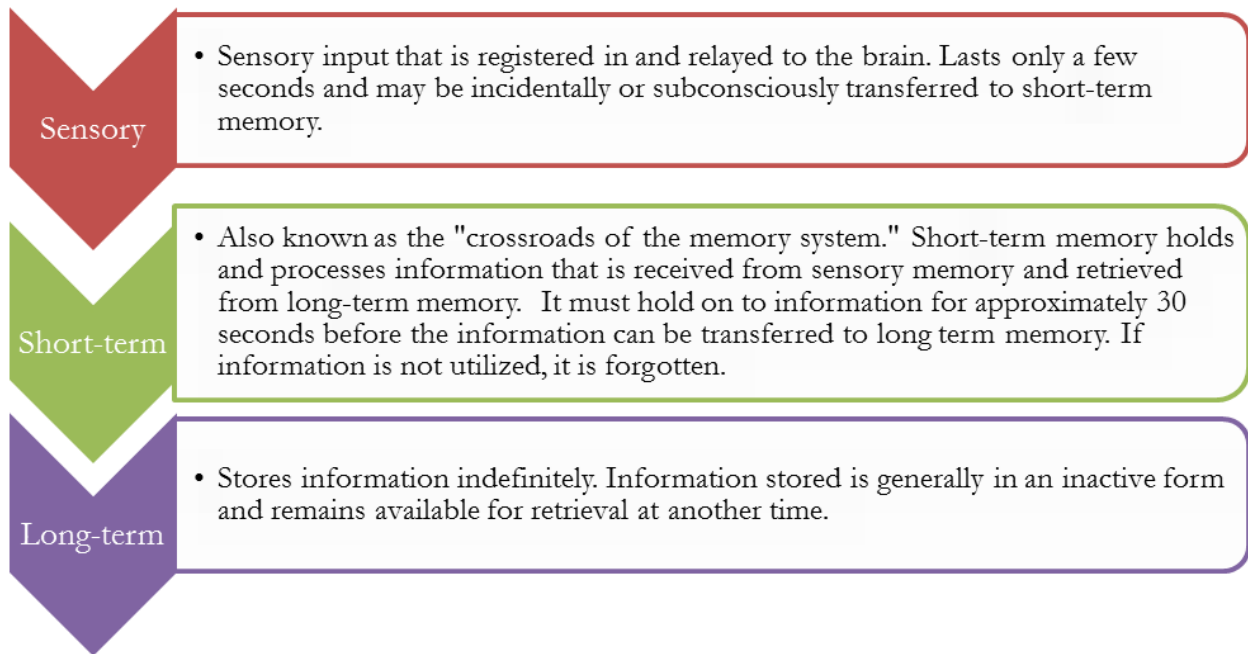 Sensory
• Sensory input that is registered in and relayed to the brain. Lasts only a few
seconds and may be incidentally or subconsciously transferred to short-term
memory.
Short-term
• Also known as the "crossroads of the memory system." Short-term memory holds
and processes information that is received from sensory memory and retrieved
from long-term memory.  It must hold on to information for approximately 30
seconds before the information can be transferred to long term memory. If
information is not utilized, it is forgotten.
Long-term
• Stores information indefinitely. Information stored is generally in an inactive form
and remains available for retrieval at another time.